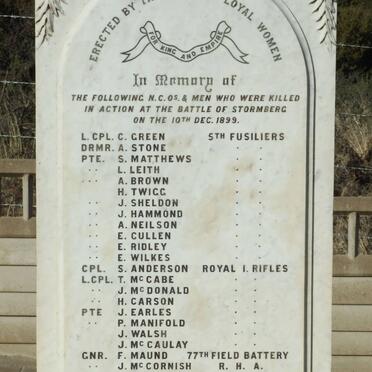 ERECTED BY THE LOYAL WOMEN
FOR KING AND EMPIRE
In Memory of
THE FOLLOWING N.C.Os. & MEN WHO WERE KILLED
IN ACTION AT THE BATTLE OF STORMBERG
ON THE 10TH DEC. 1899.
L. CPL. C. GREEN 5TH FUSILIERS
DRMR. A. STONE " "
PTE. S. MATTHEWS " "
" L. LEITH " "
" A. BROWN " "
H. TWIGG " "
" J. SHELDON " "
" J. HAMMOND " "
" A. NEILSON " "
" E. CULLEN " "
" E. RIDLEY " "
" E. WILKES " "
CPL. S. ANDERSON ROYAL I. RIFLES
L.CPL. T. McCABE " "
" J. McDONALD " "
" H. CARSON " "
PTE J. EARLES " "
" P. MANIFOLD " "
J. WALSH " "
" J. McCAULAY " "
GNR. F. MAUND 77TH FIELD BATTERY
" J. McCORNISH R. H. A.